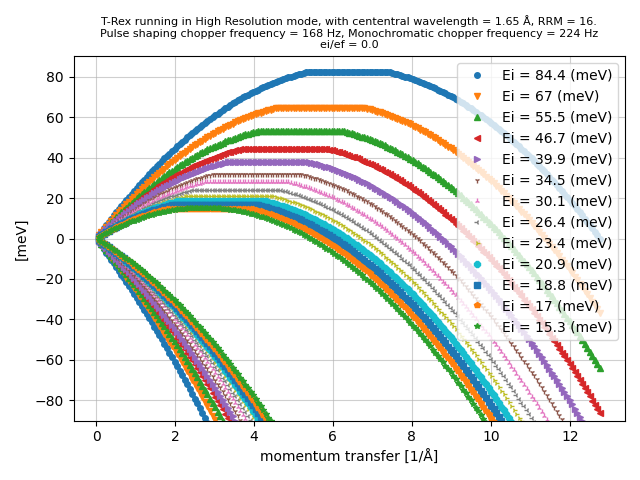 T-Rex running in High Resolution mode, with cententral wavelength = 1.65 Å, RRM = 16.
Pulse shaping chopper frequency = 168 Hz, Monochromatic chopper frequency = 224 Hz
ei/ef = 0.0
[meV]
80
60
40
20
0
−20
−40
−60
−80
Ei = 84.4 (meV)
Ei = 67 (meV)
Ei = 55.5 (meV)
Ei = 46.7 (meV)
Ei = 39.9 (meV)
Ei = 34.5 (meV)
Ei = 30.1 (meV)
Ei = 26.4 (meV)
Ei = 23.4 (meV)
Ei = 20.9 (meV)
Ei = 18.8 (meV)
Ei = 17 (meV)
Ei = 15.3 (meV)
0 2 4 6 8 10 12
momentum transfer [1/Å]